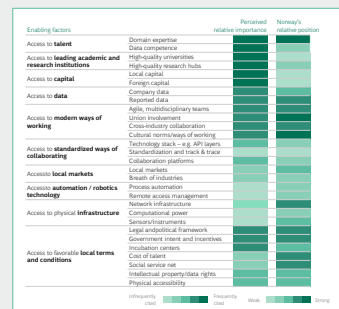 Perceived
relative importance
Norway's
relative position
Enabling factors
Access to talent
Domain expertise
Data competence
Access to leading academic and
research institutions
High-quality universities
High-quality research hubs
Access to capital
Local capital
Foreign capital
Access to data
Company data
Reported data
Access to modern ways of
working
Agile, multidisciplinary teams
Union involvement
Cross-industry collaboration
Cultural norms/ways of working
Access to standardized ways of
collaborating
Technology stack – e.g. API layers
Standardization and track & trace
Collaboration platforms
Accessto local markets
Local markets
Breadth of industries
Accessto automation / robotics
technology
Process automation
Remote access management
Access to physical infrastructure
Network infrastructure
Computational power
Sensors/instruments
Access to favorable local terms
and conditions
Legal andpolitical framework
Government intent and incentives
Incubation centers
Cost of talent
Social service net
Intellectual property/data rights
Physical accessibility
Infrequently
cited
Frequently
cited
Weak
Strong